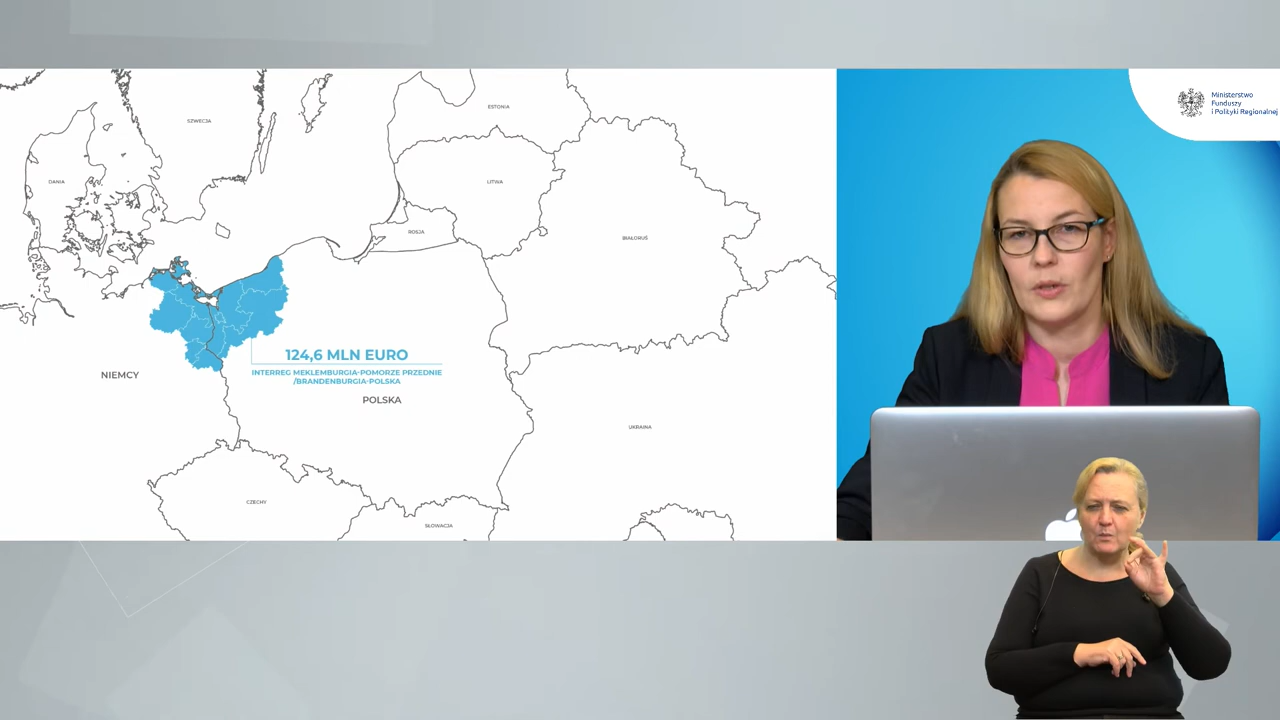 SZWECJA
ESTONIA
DANIA
LITWA
ROSJA
BIAŁORUŚ
124,6 MLN EURO
INTERREG MEKLEMBURGIA-POMORZE PRZEDNIE
/BRANDENBURGIA-POLSKA
NIEMCY
POLSKA
UKRAINA
CZECHY
SŁOWACJA
Ministerstwo
Funduszy
i Polityki Regionalnej